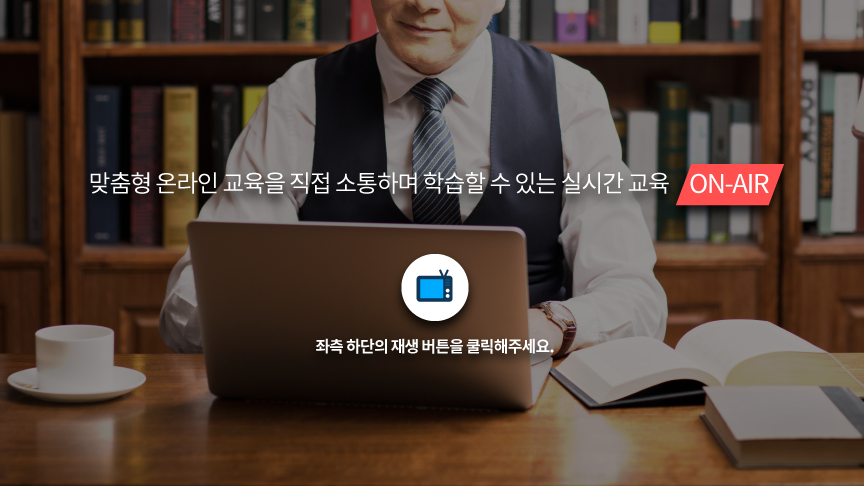 맞춤형 온라인 교육을 직접 소통하며 학습할 수 있는 실시간 교육 ON-AIR
좌측 하단의 재생 버튼을 쿨릭해주세요.
ROCKY